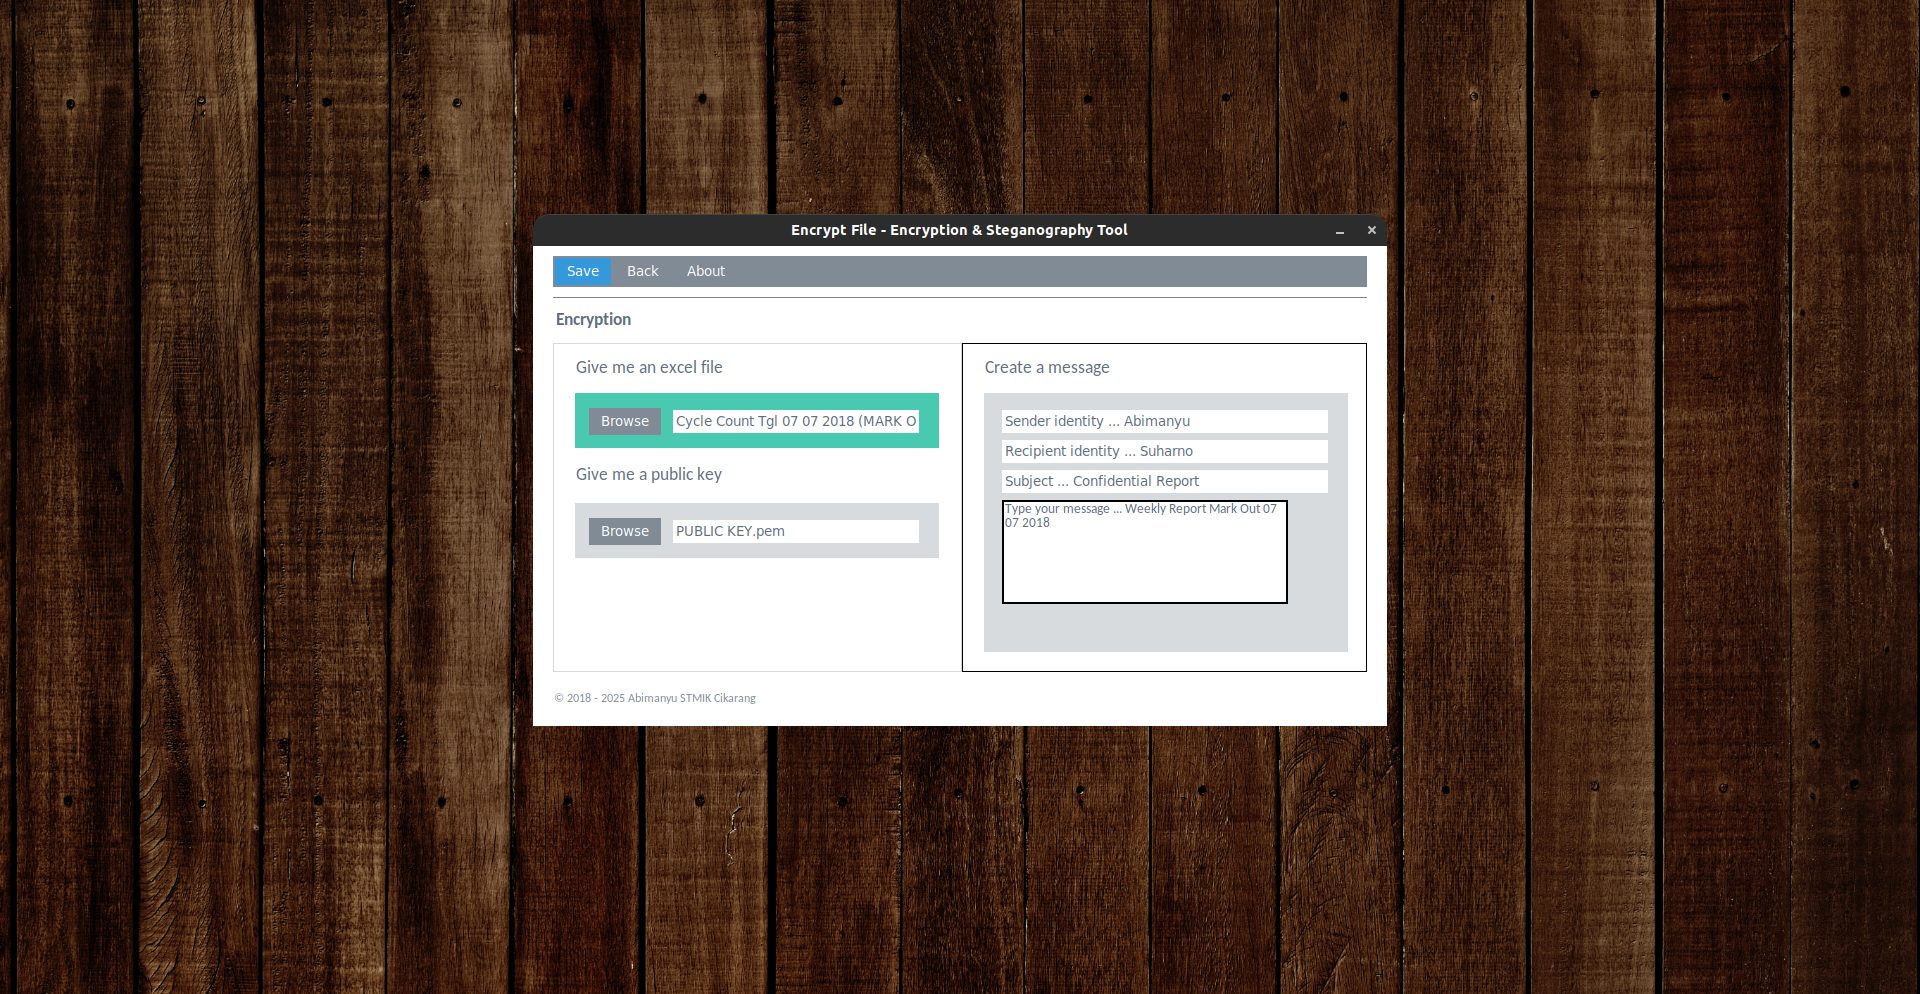 Encrypt File - Encryption & Steganography Tool
Save Back About
Encryption
Give me an excel file
Browse Cycle Count Tgl 07 07 2018 (MARK O
Give me a public key
Browse PUBLIC KEY.pem
Create a message
Sender identity ... Abimanyu
Recipient identity ... Suharno
Subject ... Confidential Report
Type your message ... Weekly Report Mark Out 07
07 2018
© 2018 - 2025 Abimanyu STMIK Cikarang